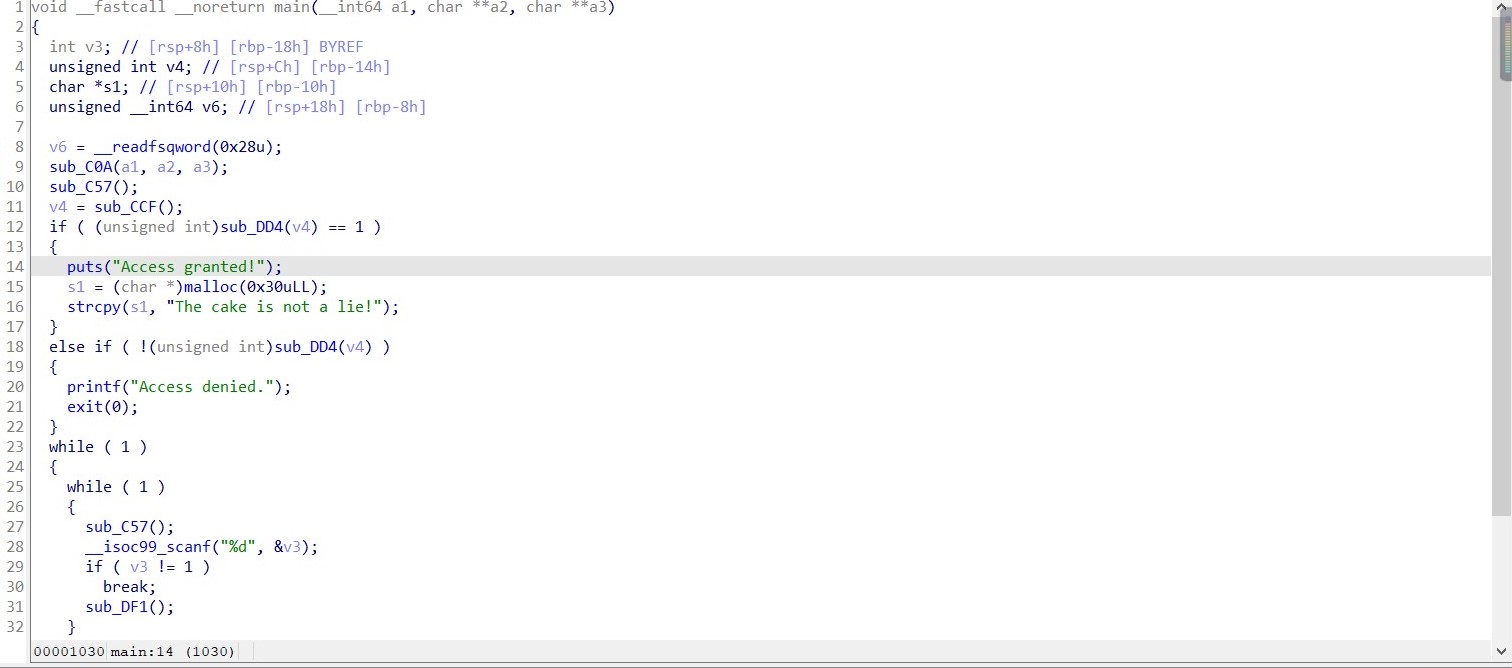 1 void __fastcall __noreturn main(__int64 a1, char **a2, char **a3)
2 {
3 int v3; // [rsp+8h] [rbp-18h] BYREF
4 unsigned int v4; // [rsp+Ch] [rbp-14h]
5 char *s1; // [rsp+10h] [rbp-10h]
6 unsigned __int64 v6; // [rsp+18h] [rbp-8h]
7
8 v6 = __readfsqword(0x28u);
9 sub_C0A(a1, a2, a3);
10 sub_C57();
11 v4 = sub_CCF();
12 if ( (unsigned int)sub_DD4(v4) == 1 )
13 {
14 puts("Access granted!");
15 s1 = (char *)malloc(0x30uLL);
16 strcpy(s1, "The cake is not a lie!");
17 }
18 else if ( !(unsigned int)sub_DD4(v4) )
19 {
20 printf("Access denied.");
21 exit(0);
22 }
23 while ( 1 )
24 {
25 while ( 1 )
26 {
27 sub_C57();
28 __isoc99_scanf("%d", &v3);
29 if ( v3 != 1 )
30 break;
31 sub_DF1();
32 }
00001030 main:14 (1030)